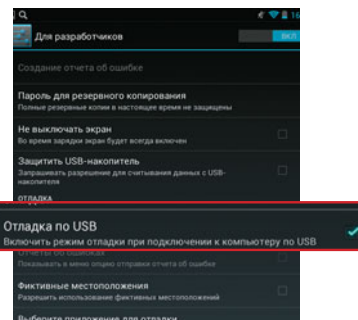 16
Для разработчиков
ВКЛ
Создание отчета об ошибке
Пароль для резервного копирования
Полные резервные копии в настоящее время не защищены
Не выключать экран
Во время зарядки экран будет всегда включен
Защитить USB-накопитель
Запрашивать разрешение для считывания данных с USB-
накопителя
ОТЛАДКА
Отладка по USB
Включить режим отладки при подключении к компьютеру по USB
Отчеты об ошибках
Показывать в меню опцию отправки отчета об ошибке
Фиктивные местоположения
Разрешить использование фиктивных местоположений
Выберите приложение для отладки